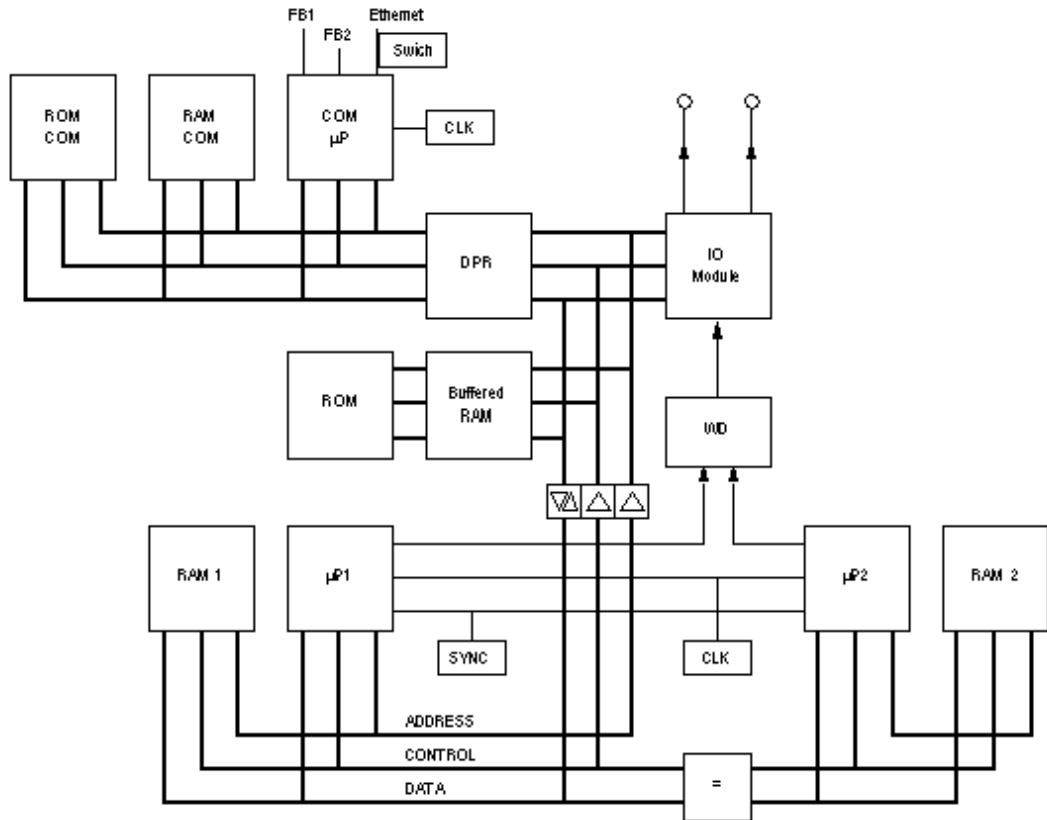 FB1
Ethernet
FB2
Swich
ROM
COM
RAM
COM
COM
µP
CLK
DPR
IO
Module
ROM
Buffered
RAM
WD
RAM 1
µP1
µP2
RAM 2
SYNC
CLK
ADDRESS
CONTROL
DATA
=